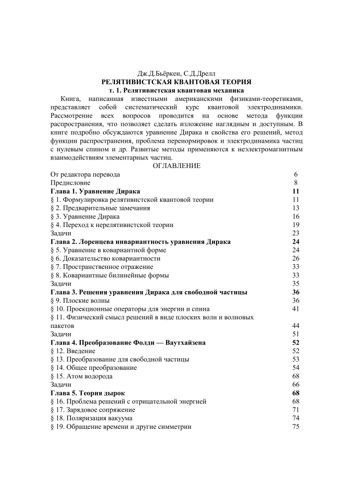 Дж.Д.Бьёркен, С.Д.Дрелл
РЕЛЯТИВИСТСКАЯ КВАНТОВАЯ ТЕОРИЯ
т. 1. Релятивистская квантовая механика
Книга, написанная известными американскими физиками-теоретиками,
представляет собой систематический курс квантовой электродинамики.
Рассмотрение всех вопросов проводится на основе метода функции
распространения, что позволяет сделать изложение наглядным и доступным. В
книге подробно обсуждаются уравнение Дирака и свойства его решений, метод
функции распространения, проблема перенормировок и электродинамика частиц
с нулевым спином и др. Развитые методы применяются к неэлектромагнитным
взаимодействиям элементарных частиц.
ОГЛАВЛЕНИЕ
От редактора перевода 6
Предисловие 8
Глава 1. Уравнение Дирака 11
§ 1. Формулировка релятивистской квантовой теории 11
§ 2. Предварительные замечания 13
§ 3. Уравнение Дирака 16
§ 4. Переход к нерелятивистской теории 19
Задачи 23
Глава 2. Лоренцева инвариантность уравнения Дирака 24
§ 5. Уравнение в ковариантной форме 24
§ 6. Доказательство ковариантности 26
§ 7. Пространственное отражение 33
§ 8. Ковариантные билинейные формы 33
Задачи 35
Глава 3. Решения уравнения Дирака для свободной частицы 36
§ 9. Плоские волны 36
§ 10. Проекционные операторы для энергии и спина 41
§ 11. Физический смысл решений в виде плоских волн и волновых
пакетов 44
Задачи 51
Глава 4. Преобразование Фолди — Ваутхайзена 52
§ 12. Введение 52
§ 13. Преобразование для свободной частицы 53
§ 14. Общее преобразование 54
§ 15. Атом водорода 68
Задачи 66
Глава 5. Теория дырок 68
§ 16. Проблема решений с отрицательной энергией 68
§ 17. Зарядовое сопряжение 71
§ 18. Поляризация вакуума 74
§ 19. Обращение времени и другие симметрии 75